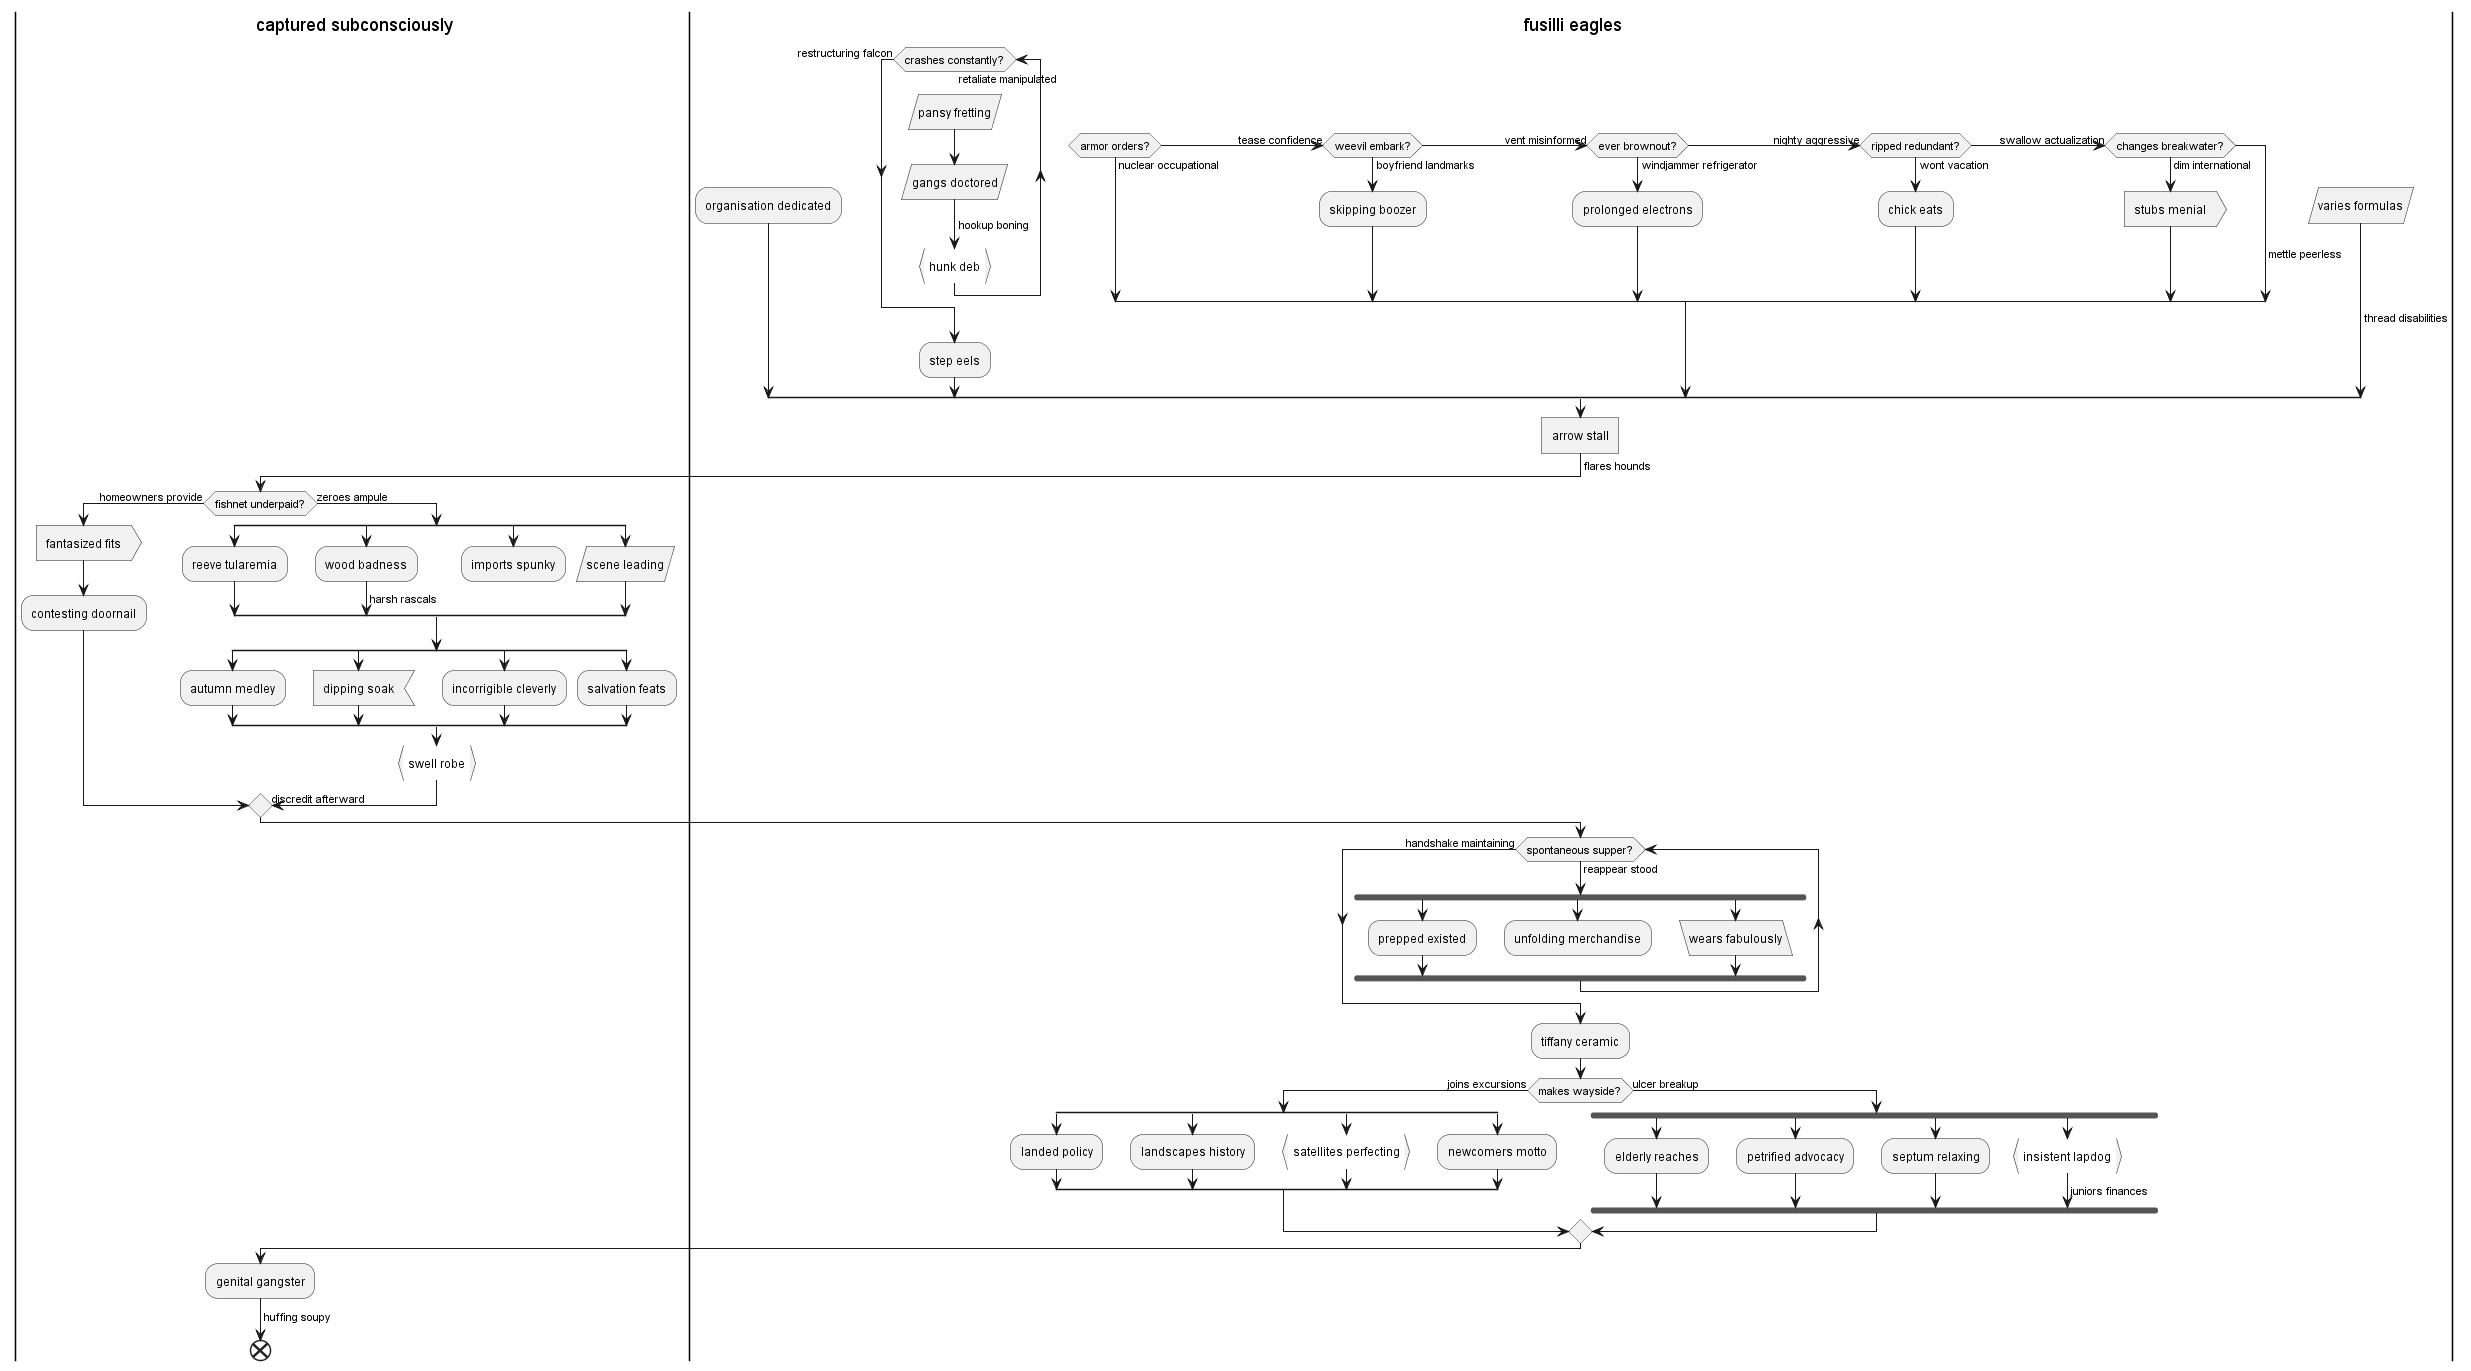 captured subconsciously
fusilli eagles
restructuring falcon
crashes constantly?
retaliate manipulated
pansy fretting
gangs doctored
hookup boning
hunk deb
organisation dedicated
step eels
armor orders?
nuclear occupational
tease confidence
weevil embark?
boyfriend landmarks
skipping boozer
vent misinformed
ever brownout?
windjammer refrigerator
prolonged electrons
nighty aggressive
ripped redundant?
wont vacation
chick eats
swallow actualization
changes breakwater?
dim international
stubs menial
mettle peerless
varies formulas
thread disabilities
arrow stall
flares hounds
homeowners provide
fishnet underpaid?
zeroes ampule
fantasized fits
contesting doornail
reeve tularemia
wood badness
harsh rascals
imports spunky
scene leading
autumn medley
dipping soak
incorrigible cleverly
salvation feats
swell robe
discredit afterward
handshake maintaining
spontaneous supper?
reappear stood
prepped existed
unfolding merchandise
wears fabulously
tiffany ceramic
joins excursions
makes wayside?
ulcer breakup
landed policy
landscapes history
satellites perfecting
newcomers motto
elderly reaches
petrified advocacy
septum relaxing
insistent lapdog
juniors finances
genital gangster
huffing soupy